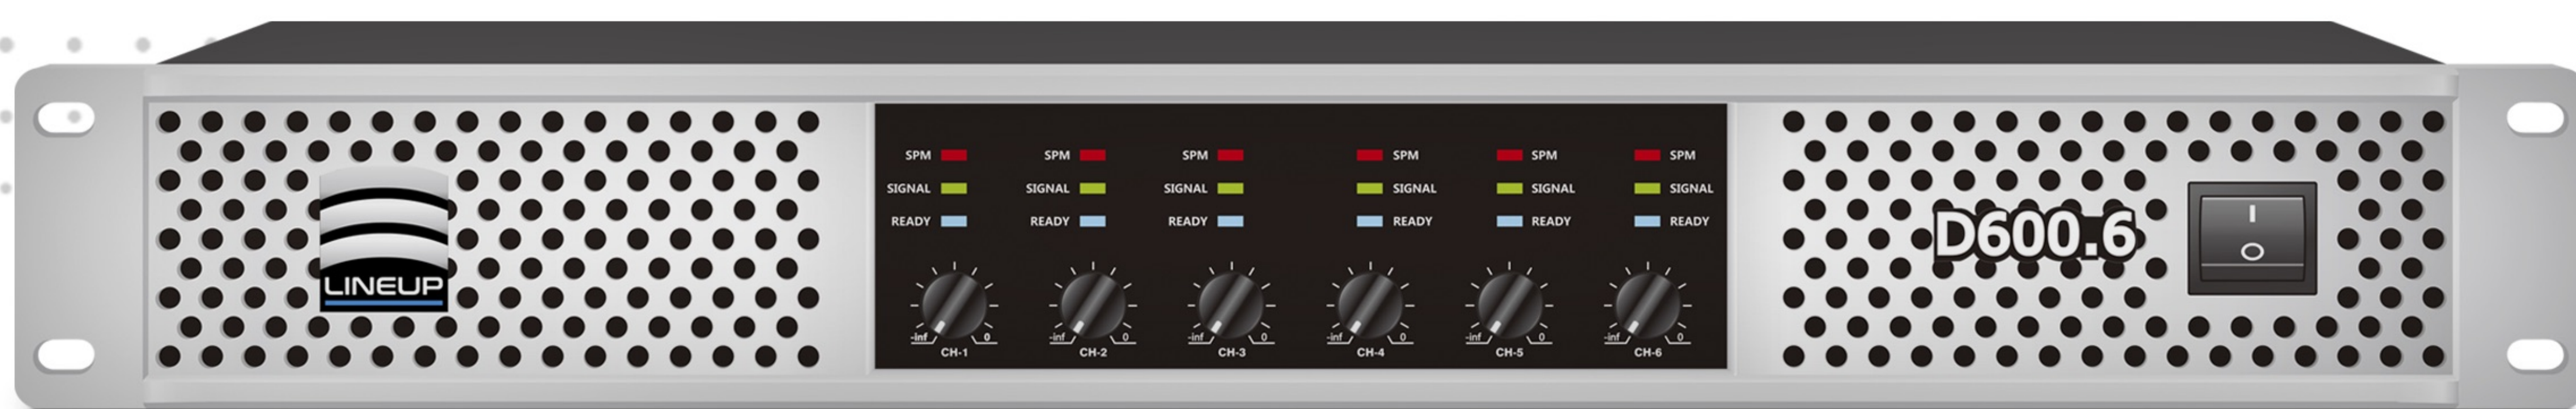 SPM SPM SPM SPM SPM SPM
SIGNAL SIGNAL SIGNAL SIGNAL SIGNAL SIGNAL
READY READY READY READY READY READY
D600.6
LINEUP
-inf 0 -inf 0 -inf 0 -inf 0 -inf 0 -inf 0
CH-1 CH-2 CH-3 CH-4 CH-5 CH-6